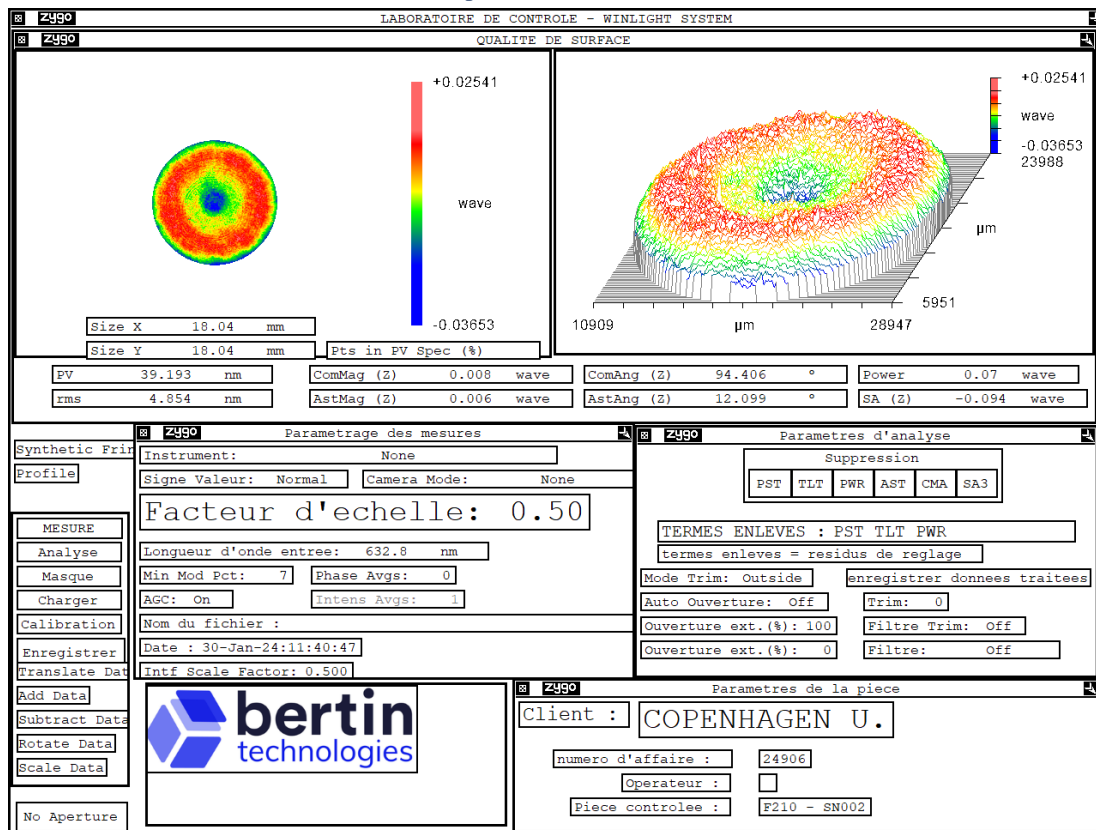 zygo LABORATOIRE DE CONTROLE - WINLIGHT SYSTEM
zygo QUALITE DE SURFACE
+0.02541
wave
-0.03653
+0.02541
wave
-0.03653
23988
µm
5951
10909 µm 28947
Size X 18.04 mm
Size Y 18.04 mm
Pts in PV Spec (%)
PV 39.193 nm
ComMag (Z) 0.008 wave
ComAng (Z) 94.406 °
Power 0.07 wave
rms 4.854 nm
AstMag (Z) 0.006 wave
AstAng (Z) 12.099 °
SA (Z) -0.094 wave
Synthetic Frin
Profile
MESURE
Analyse
Masque
Charger
Calibration
Enregistrer
Translate Dat
Add Data
Subtract Data
Rotate Data
Scale Data
No Aperture
zygo Parametrage des mesures
Instrument: None
Signe Valeur: Normal
Camera Mode: None
Facteur d'echelle: 0.50
Longueur d'onde entree: 632.8 nm
Min Mod Pct: 7
Phase Avgs: 0
AGC: On
Intens Avgs: 1
Nom du fichier :
Date : 30-Jan-24:11:40:47
Intf Scale Factor: 0.500
zygo Parametres d'analyse
Suppression
PST TLT PWR AST CMA SA3
TERMES ENLEVES : PST TLT PWR
termes enleves = residus de reglage
Mode Trim: Outside
enregistrer donnees traitees
Auto Ouverture: Off
Trim: 0
Ouverture ext.(%): 100
Filtre Trim: Off
Ouverture ext.(%): 0
Filtre: Off
bertin
technologies
zygo Parametres de la piece
Client : COPENHAGEN U.
numero d'affaire : 24906
Operateur :
Piece controlee : F210 - SN002